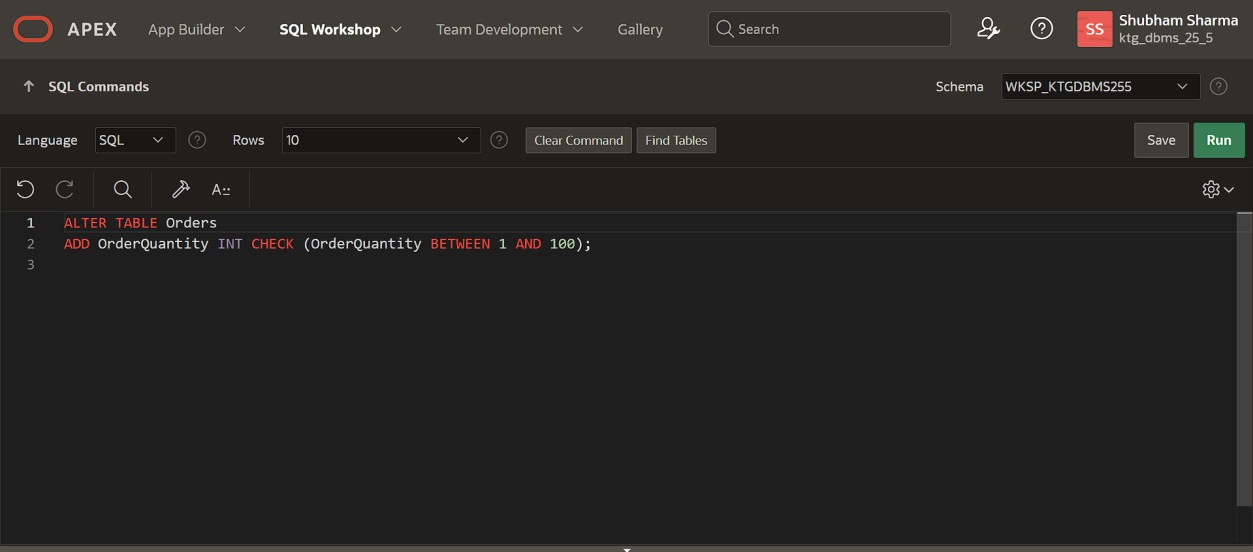 APEX App Builder SQL Workshop Team Development Gallery Search SS Shubham Sharma
ktg_dbms_25_5
SQL Commands Schema WKSP_KTGDBMS255
Language SQL Rows 10 Clear Command Find Tables Save Run
A
1 ALTER TABLE Orders
2 ADD OrderQuantity INT CHECK (OrderQuantity BETWEEN 1 AND 100);
3